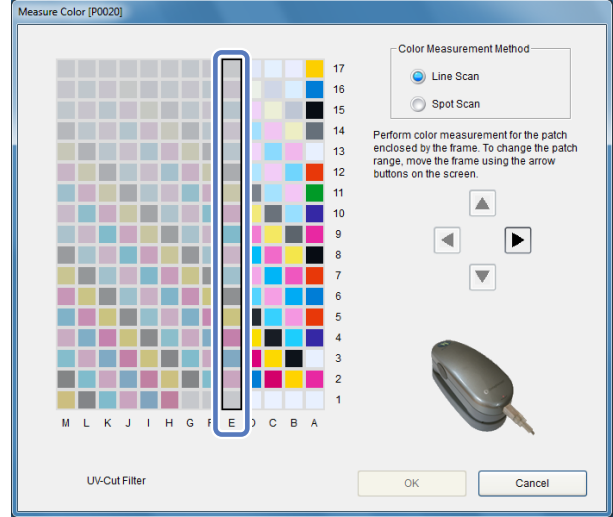 Measure Color [P0020]
Color Measurement Method
Line Scan
Spot Scan
Perform color measurement for the patch
enclosed by the frame. To change the patch
range, move the frame using the arrow
buttons on the screen.
17
16
15
14
13
12
11
10
9
8
7
6
5
4
3
2
1
M L K J I H G F E D C B A
UV-Cut Filter
OK
Cancel